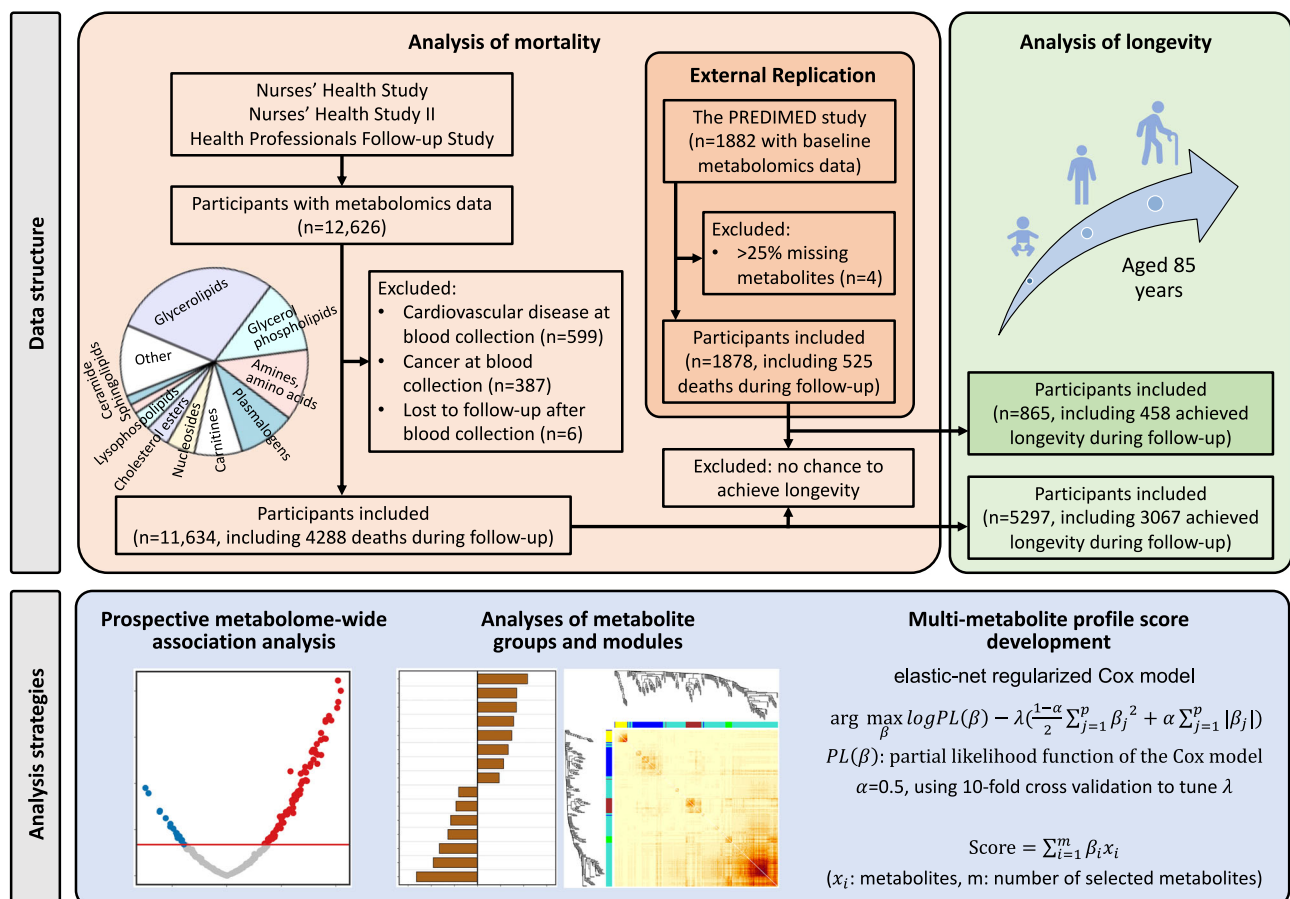 Data structure
Analysis of mortality
Nurses' Health Study
Nurses' Health Study II
Health Professionals Follow-up Study
Participants with metabolomics data
(n=12,626)
Glycerolipids
Glycerol
phospholipids
Amines,
amino acids
Plasmalogens
Carnitines
Nucleosides
Cholesterol esters
Lysophospholipids
Sphingolipids
Ceramide
Other
Excluded:
• Cardiovascular disease at
blood collection (n=599)
• Cancer at blood
collection (n=387)
• Lost to follow-up after
blood collection (n=6)
Participants included
(n=11,634, including 4288 deaths during follow-up)
External Replication
The PREDIMED study
(n=1882 with baseline
metabolomics data)
Excluded:
• >25% missing
metabolites (n=4)
Participants included
(n=1878, including 525
deaths during follow-up)
Excluded: no chance to
achieve longevity
Analysis of longevity
Aged 85
years
Participants included
(n=865, including 458 achieved
longevity during follow-up)
Participants included
(n=5297, including 3067 achieved
longevity during follow-up)
Analysis strategies
Prospective metabolome-wide
association analysis
Analyses of metabolite
groups and modules
Multi-metabolite profile score
development
elastic-net regularized Cox model
arg max_β logPL(β) − λ(\frac{1−α}{2} ∑_{j=1}^{p} β_j² + α ∑_{j=1}^{p} |β_j|)
PL(β): partial likelihood function of the Cox model
α=0.5, using 10-fold cross validation to tune λ
Score = ∑_{i=1}^{m} β_i x_i
(x_i: metabolites, m: number of selected metabolites)